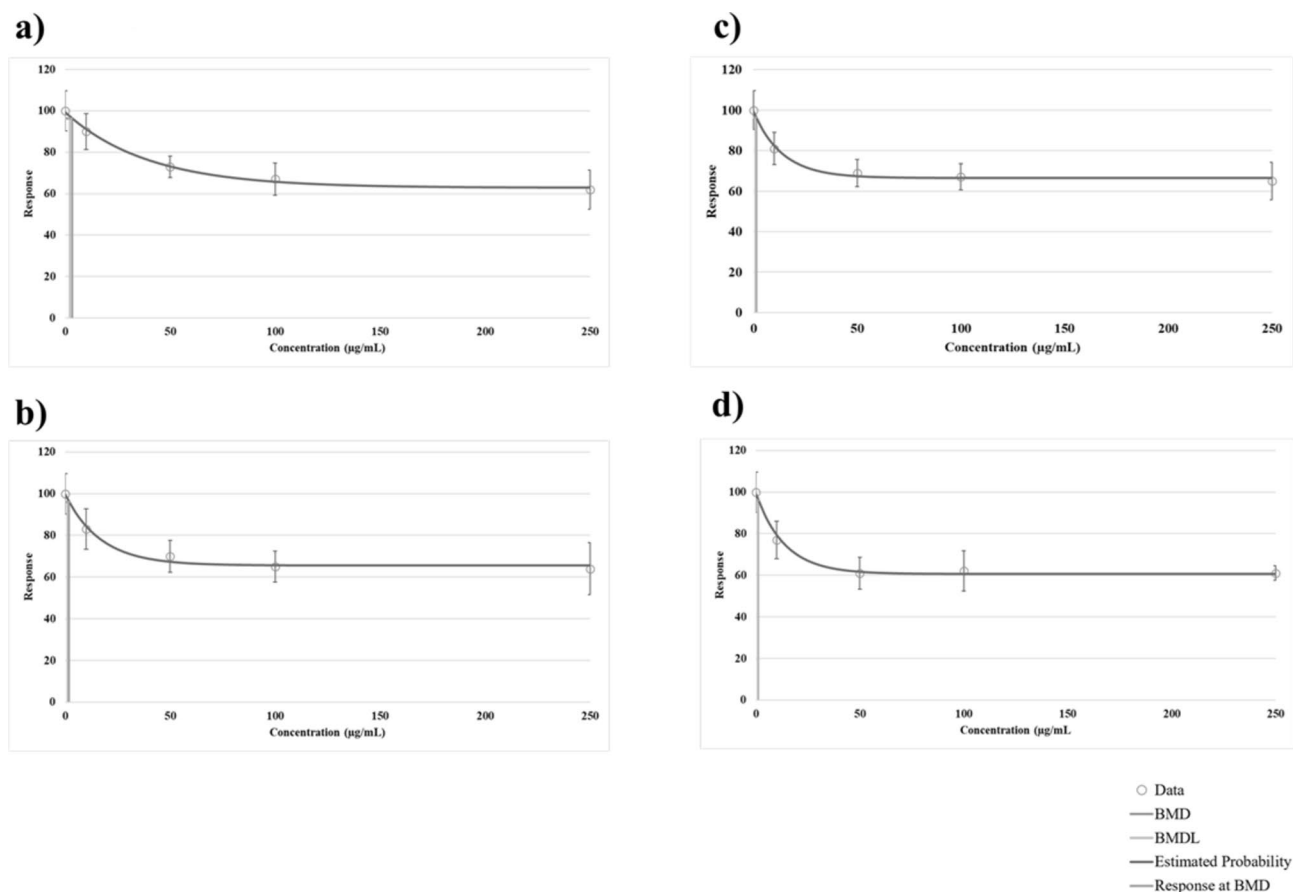 a)
120
100
80
60
40
20
0
Response
0 50 100 150 200 250
Concentration (µg/mL)
b)
120
100
80
60
40
20
0
Response
0 50 100 150 200 250
Concentration (µg/mL)
c)
120
100
80
60
40
20
0
Response
0 50 100 150 200 250
Concentration (µg/mL)
d)
120
100
80
60
40
20
0
Response
0 50 100 150 200 250
Concentration (µg/mL
Data
BMD
BMDL
Estimated Probability
Response at BMD